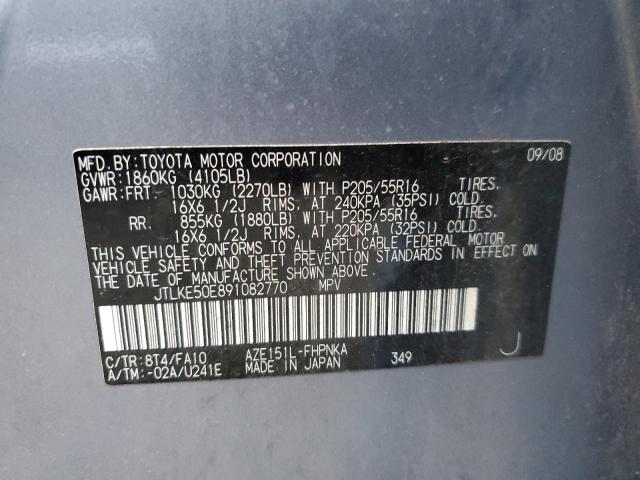 MFD. BY: TOYOTA MOTOR CORPORATION 09/08
GVWR: 1860KG (4105LB)
GAWR: FRT- 1030KG (2270LB) WITH P205/55R16 TIRES.
16X6 1/2J RIMS. AT 240KPA (35PSI) COLD.
RR. 855KG (1880LB) WITH P205/55R16 TIRES.
16X6 1/2J RIMS. AT 220KPA (32PSI) COLD.
THIS VEHICLE CONFORMS TO ALL APPLICABLE FEDERAL MOTOR
VEHICLE SAFETY AND THEFT PREVENTION STANDARDS IN EFFECT ON
THE DATE OF MANUFACTURE SHOWN ABOVE.
JTLKE50E891082770 MPV
C/TR: 8T4/FA10 AZE151L-FHPNKA 349
A/TM: -02A/U241E MADE IN JAPAN
J